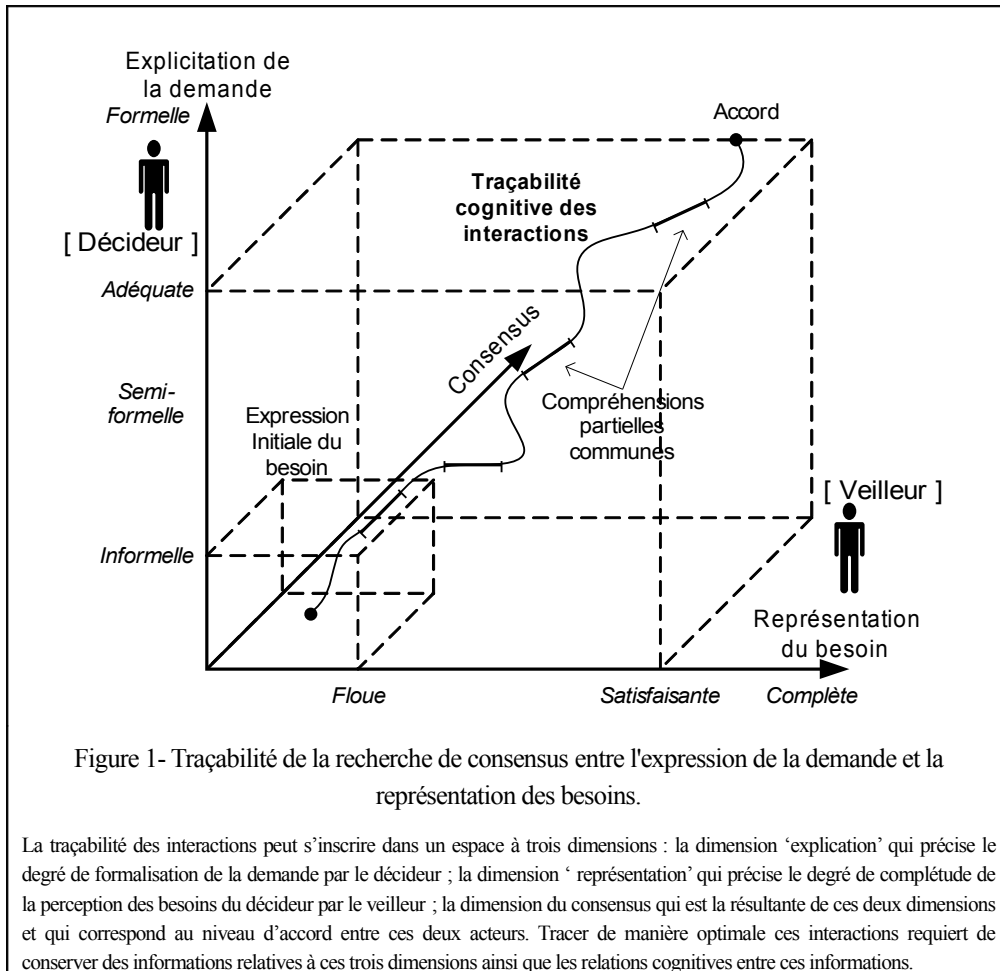 Explicitation de
la demande
Formelle
Accord
Traçabilité
cognitive des
interactions
[ Décideur ]
Adéquate
Consensus
Semi-
formelle
Expression
Initiale du
besoin
Compréhensions
partielles
communes
[ Veilleur ]
Informelle
Représentation
du besoin
Floue
Satisfaisante
Complète
Figure 1- Traçabilité de la recherche de consensus entre l'expression de la demande et la
représentation des besoins.
La traçabilité des interactions peut s’inscrire dans un espace à trois dimensions : la dimension ‘explication’ qui précise le
degré de formalisation de la demande par le décideur ; la dimension ‘ représentation’ qui précise le degré de complétude de
la perception des besoins du décideur par le veilleur ; la dimension du consensus qui est la résultante de ces deux dimensions
et qui correspond au niveau d’accord entre ces deux acteurs. Tracer de manière optimale ces interactions requiert de
conserver des informations relatives à ces trois dimensions ainsi que les relations cognitives entre ces informations.